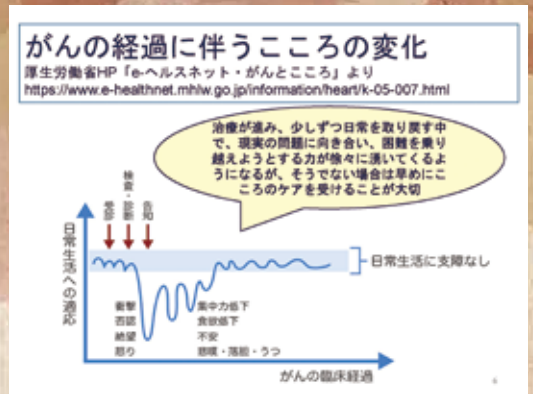 がんの経過に伴うこころの変化
厚生労働省HP「e-ヘルスネット・がんとこころ」より
https://www.e-healthnet.mhlw.go.jp/information/heart/k-05-007.html
治療が進み、少しずつ日常を取り戻す中
で、現実の問題に向き合い、困難を乗り
越えようとする力が徐々に湧いてくるよ
うになるが、そうでない場合は早めにこ
ころのケアを受けることが大切
受診
検査・診断
告知
日常生活への適応
日常生活に支障なし
衝撃
否認
絶望
怒り
集中力低下
食欲低下
不安
悲嘆・落胆・うつ
がんの臨床経過
6